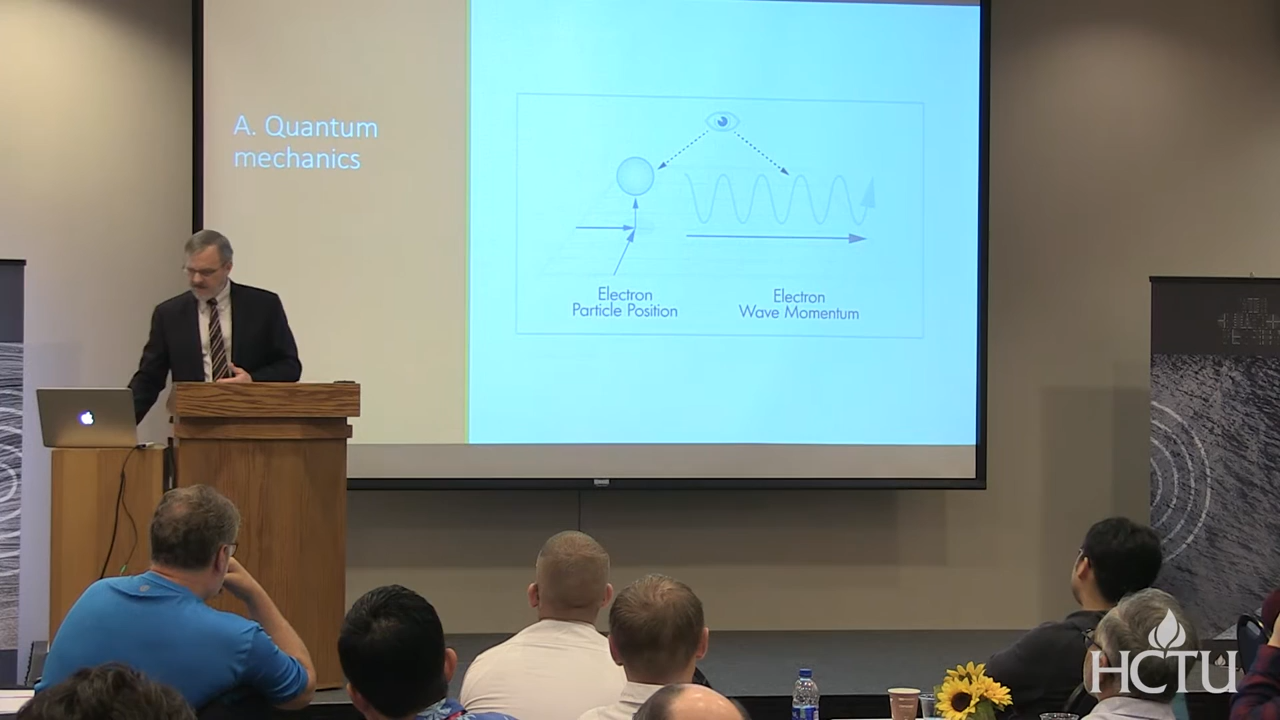 A. Quantum
mechanics
Electron
Particle Position
Electron
Wave Momentum
HCTU